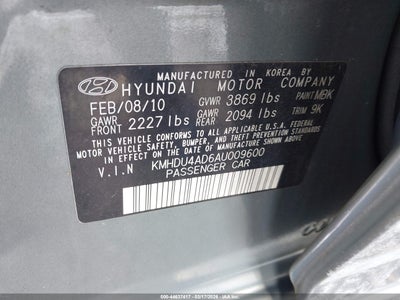 MANUFACTURED IN KOREA BY
HYUNDAI MOTOR COMPANY
FEB/08/10 GVWR 3869 lbs PAINT MBK
GAWR FRONT 2227 lbs GAWR REAR 2094 lbs TRIM 9K
THIS VEHICLE CONFORMS TO ALL APPLICABLE U.S.A. FEDERAL
MOTOR VEHICLE SAFETY, BUMPER, AND THEFT PREVENTION STANDARDS
IN EFFECT ON THE DATE OF MANUFACTURE SHOWN ABOVE.
V.I.N KMHDU4AD6AU009600
PASSENGER CAR